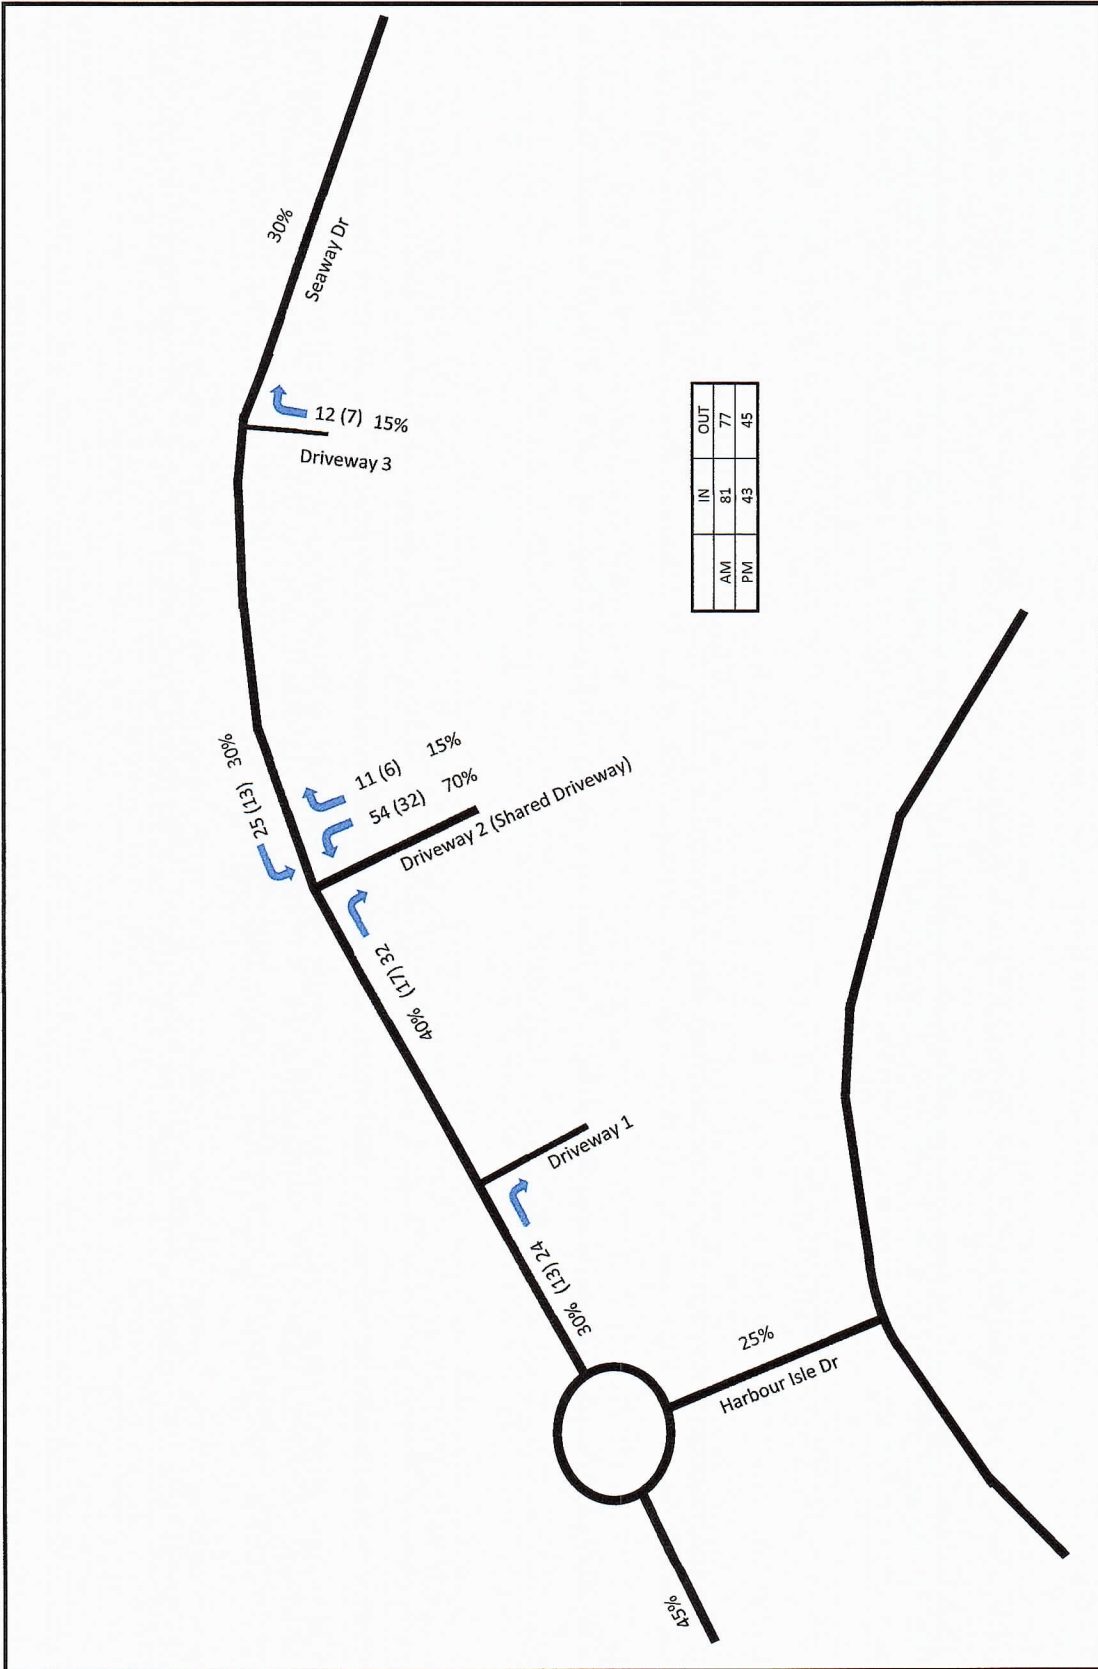 30%
Seaway Dr
12 (7) 15%
Driveway 3
25 (13) 30%
11 (6) 15%
54 (32) 70%
Driveway 2 (Shared Driveway)
40% (17) 32
Driveway 1
30% (13) 24
25%
Harbour Isle Dr
45%
IN OUT
AM 81 77
PM 43 45